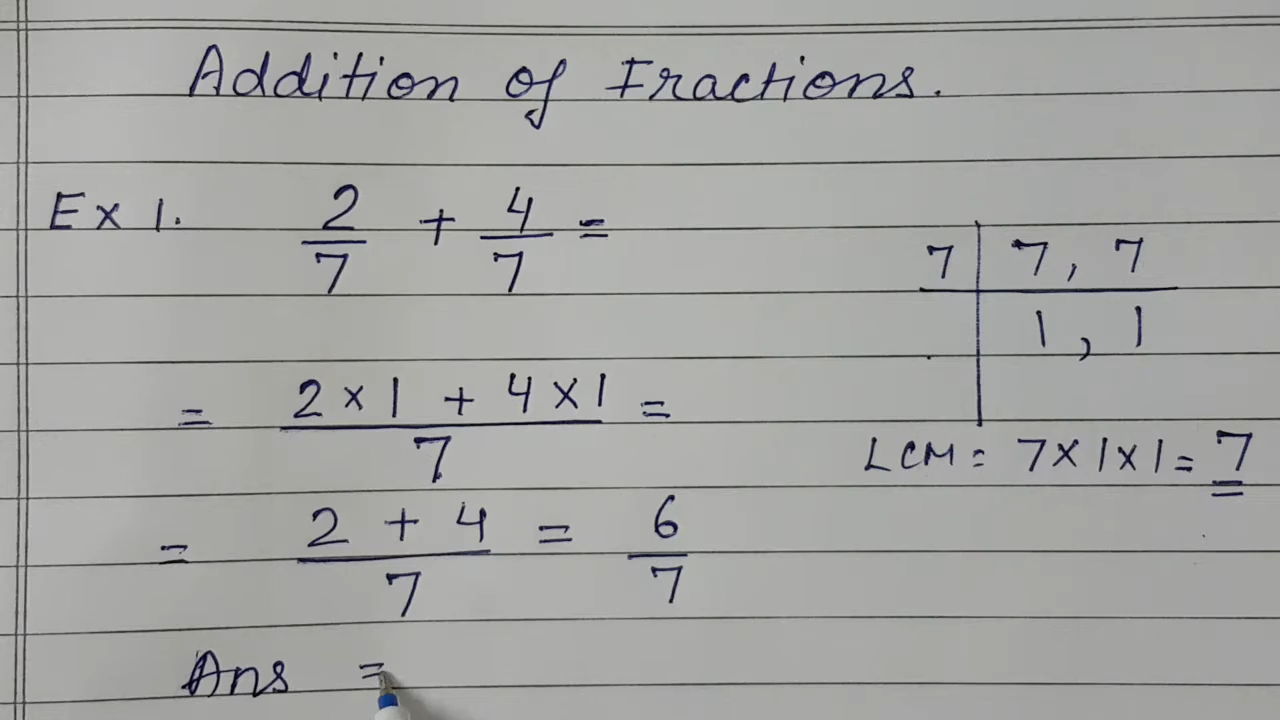 Addition of Fractions.
Ex 1. 2/7 + 4/7 =
7 | 7, 7
1, 1
= 2 × 1 + 4 × 1 / 7 =
LCM = 7 × 1 × 1 = 7
= 2 + 4 / 7 = 6/7
Ans =